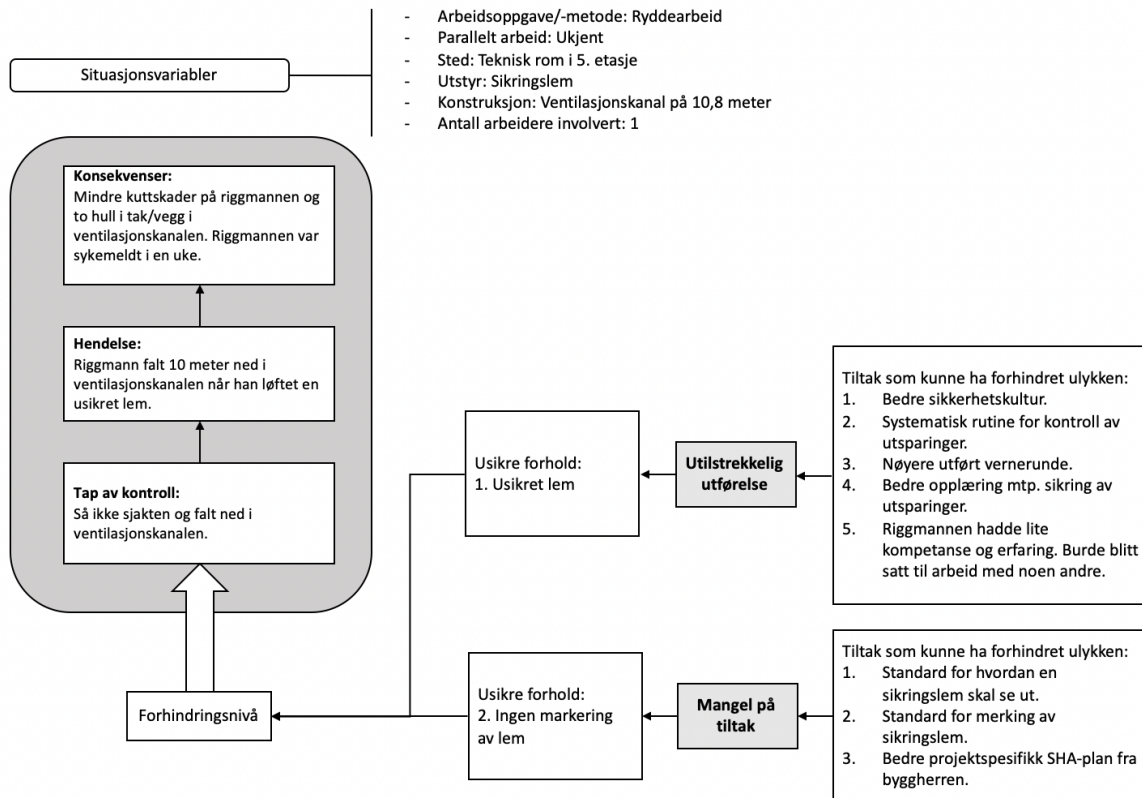 Situasjonsvariabler
- Arbeidsoppgave/-metode: Ryddearbeid
- Parallelt arbeid: Ukjent
- Sted: Teknisk rom i 5. etasje
- Utstyr: Sikringslem
- Konstruksjon: Ventilasjonskanal på 10,8 meter
- Antall arbeidere involvert: 1
Konsekvenser:
Mindre kuttskader på riggmannen og
to hull i tak/vegg i
ventilasjonskanalen. Riggmannen var
sykemeldt i en uke.
Hendelse:
Riggmann falt 10 meter ned i
ventilasjonskanalen når han løftet en
usikret lem.
Tap av kontroll:
Så ikke sjakten og falt ned i
ventilasjonskanalen.
Forhindringsnivå
Usikre forhold:
1. Usikret lem
Utilstrekkelig
utførelse
Tiltak som kunne ha forhindret ulykken:
1. Bedre sikkerhetskultur.
2. Systematisk rutine for kontroll av
utsparinger.
3. Nøyere utført vernerunde.
4. Bedre opplæring mtp. sikring av
utsparinger.
5. Riggmannen hadde lite
kompetanse og erfaring. Burde blitt
satt til arbeid med noen andre.
Usikre forhold:
2. Ingen markering
av lem
Mangel på
tiltak
Tiltak som kunne ha forhindret ulykken:
1. Standard for hvordan en
sikringslem skal se ut.
2. Standard for merking av
sikringslem.
3. Bedre projektspesifikk SHA-plan fra
byggherren.